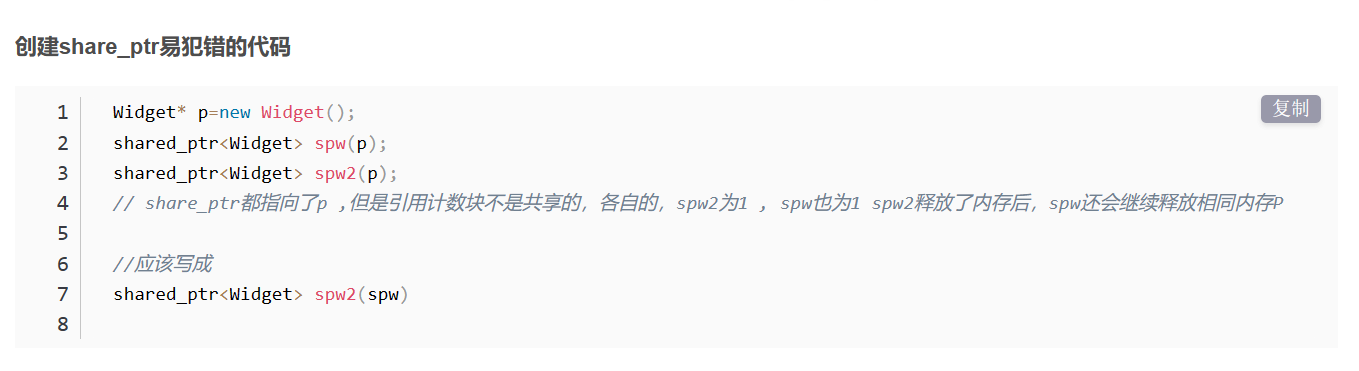 创建share_ptr易犯错的代码
复制
1 Widget* p=new Widget();
2 shared_ptr<Widget> spw(p);
3 shared_ptr<Widget> spw2(p);
4 // share_ptr都指向了p ,但是引用计数块不是共享的，各自的，spw2为1 , spw也为1 spw2释放了内存后，spw还会继续释放相同内存P
5
6 //应该写成
7 shared_ptr<Widget> spw2(spw)
8